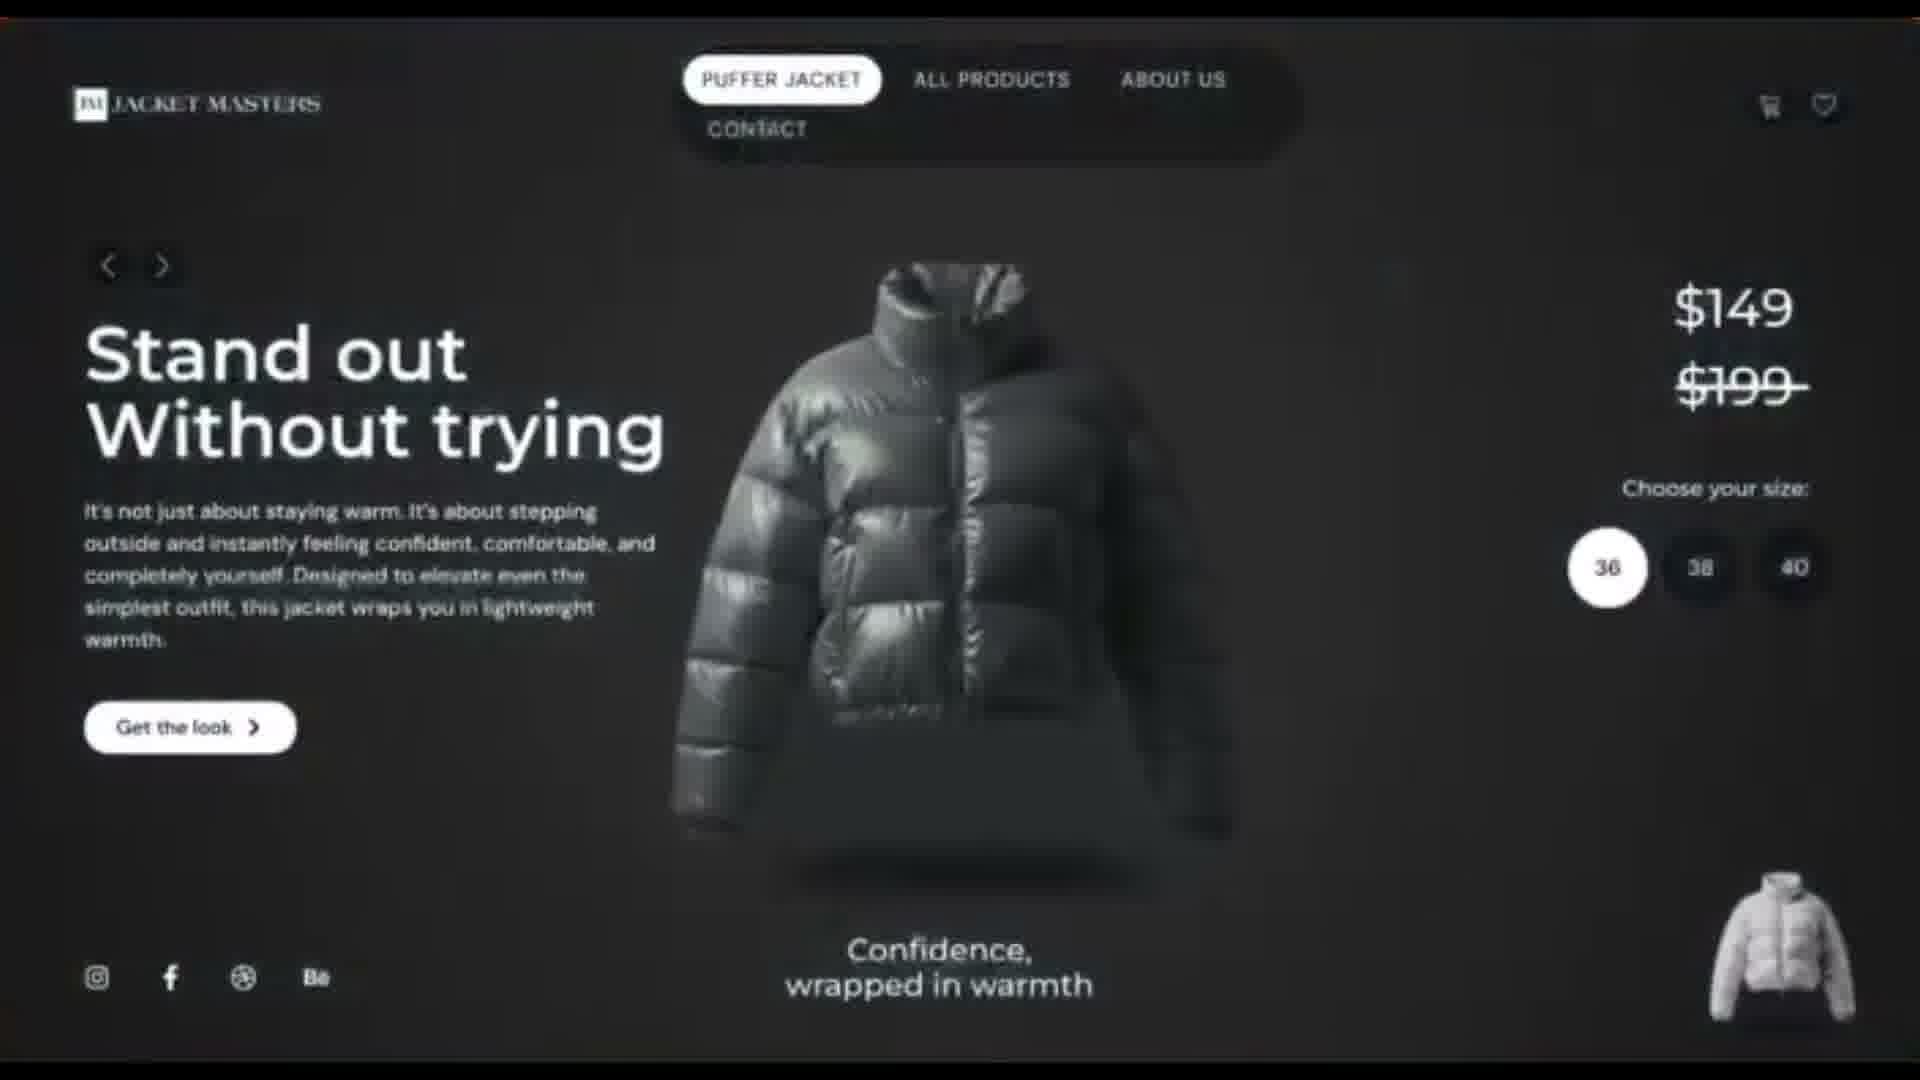 JM JACKET MASTERS
PUFFER JACKET
ALL PRODUCTS
ABOUT US
CONTACT
Stand out
Without trying
It's not just about staying warm. It's about stepping
outside and instantly feeling confident, comfortable, and
completely yourself. Designed to elevate even the
simplest outfit, this jacket wraps you in lightweight
warmth.
Get the look
$149
$199
Choose your size:
36
38
40
Confidence,
wrapped in warmth
Bē